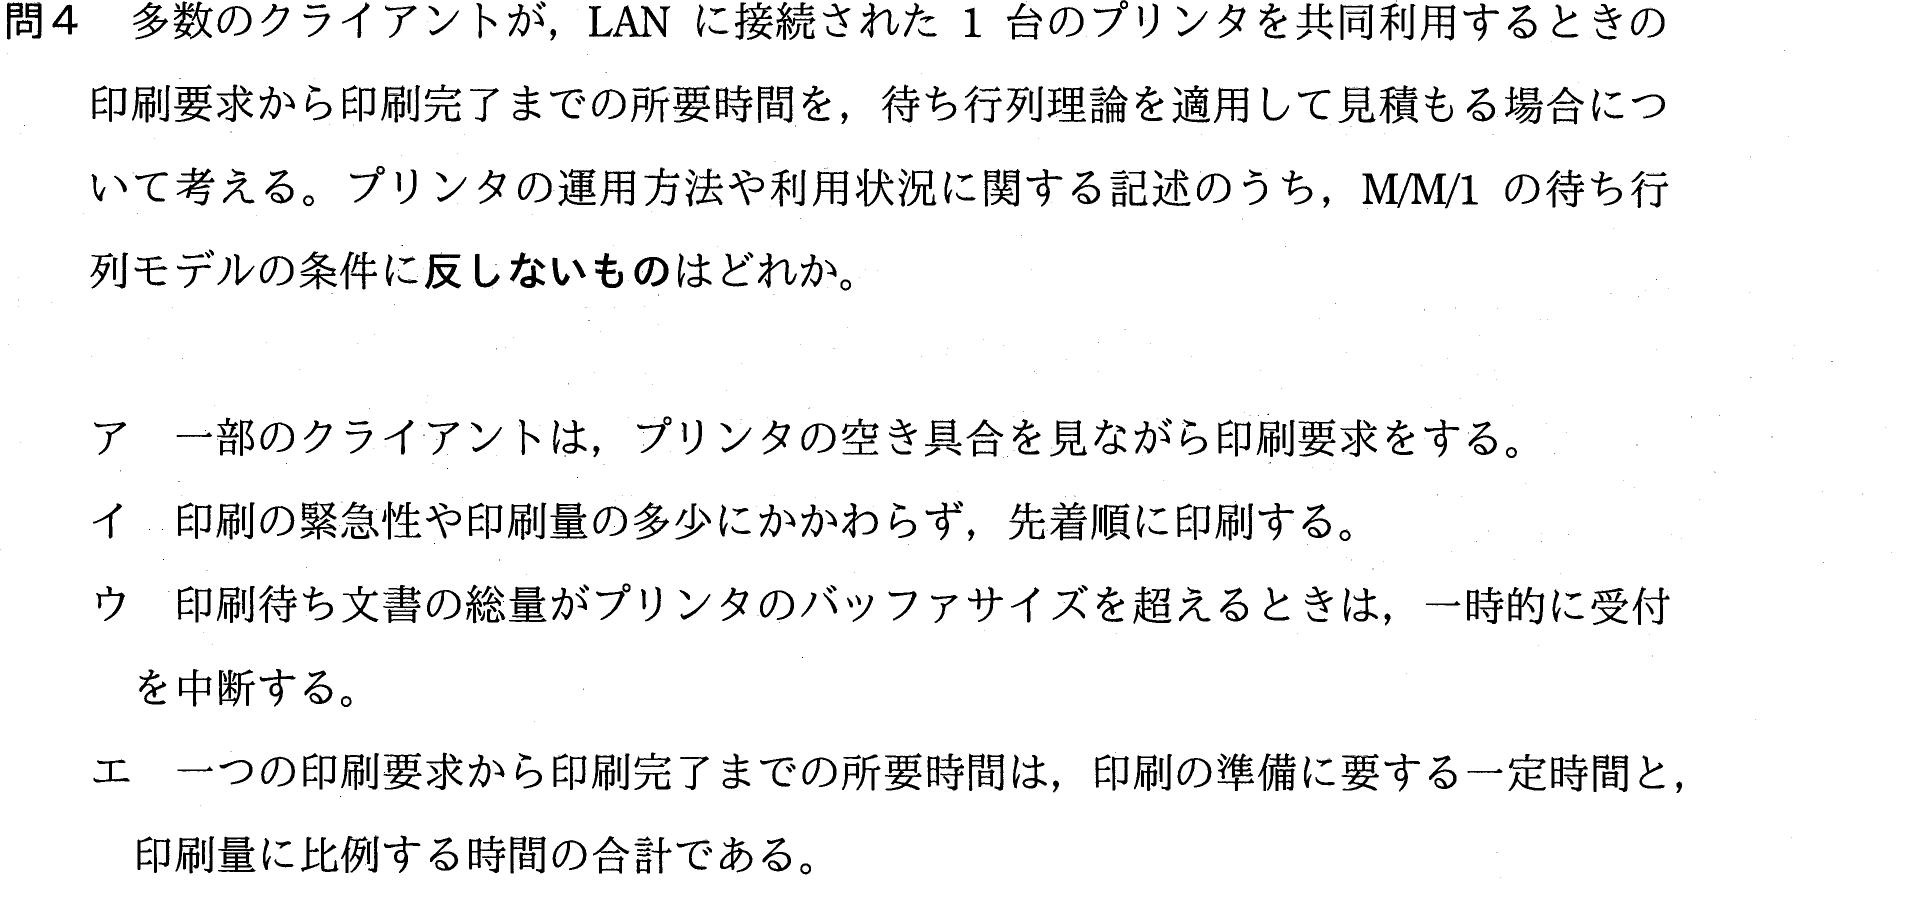 問4　多数のクライアントが，LAN に接続された 1 台のプリンタを共同利用するときの
印刷要求から印刷完了までの所要時間を，待ち行列理論を適用して見積もる場合につ
いて考える。プリンタの運用方法や利用状況に関する記述のうち，M/M/1 の待ち行
列モデルの条件に反しないものはどれか。
ア　一部のクライアントは，プリンタの空き具合を見ながら印刷要求をする。
イ　印刷の緊急性や印刷量の多少にかかわらず，先着順に印刷する。
ウ　印刷待ち文書の総量がプリンタのバッファサイズを超えるときは，一時的に受付
を中断する。
エ　一つの印刷要求から印刷完了までの所要時間は，印刷の準備に要する一定時間と，
印刷量に比例する時間の合計である。